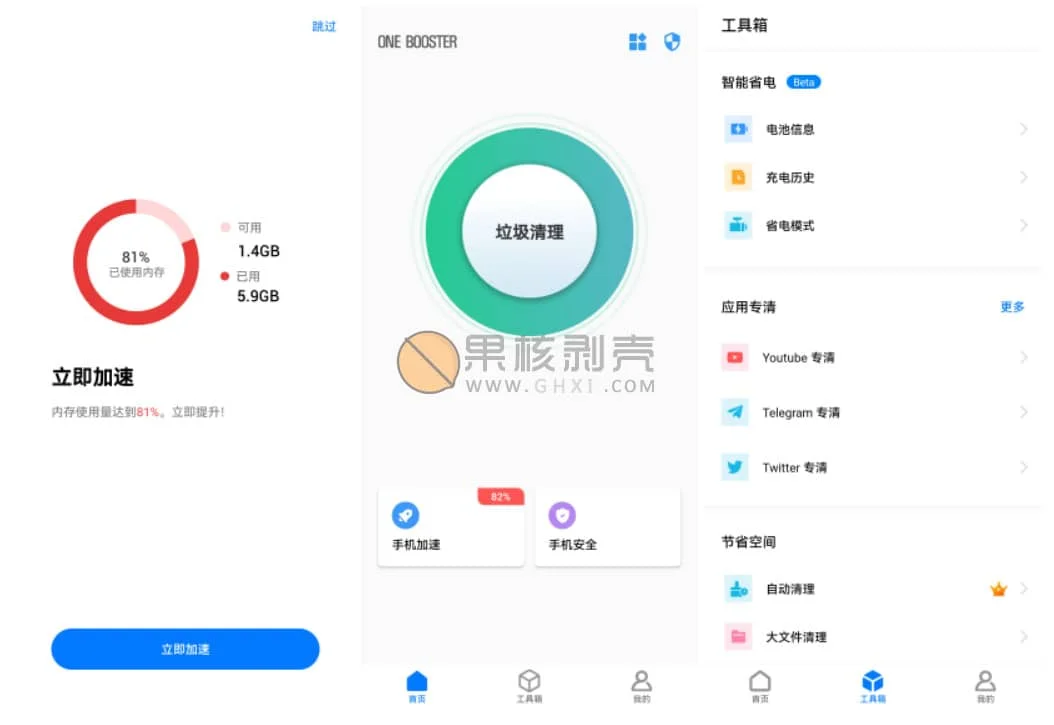 跳过
81%
已使用内存
可用
1.4GB
已用
5.9GB
立即加速
内存使用量达到81%。立即提升!
立即加速
ONE BOOSTER
垃圾清理
果核剥壳
WWW.GHXI.COM
82%
手机加速
手机安全
首页
工具箱
我的
工具箱
智能省电 Beta
电池信息
充电历史
省电模式
应用专清 更多
Youtube 专清
Telegram 专清
Twitter 专清
节省空间
自动清理
大文件清理
首页
工具箱
我的